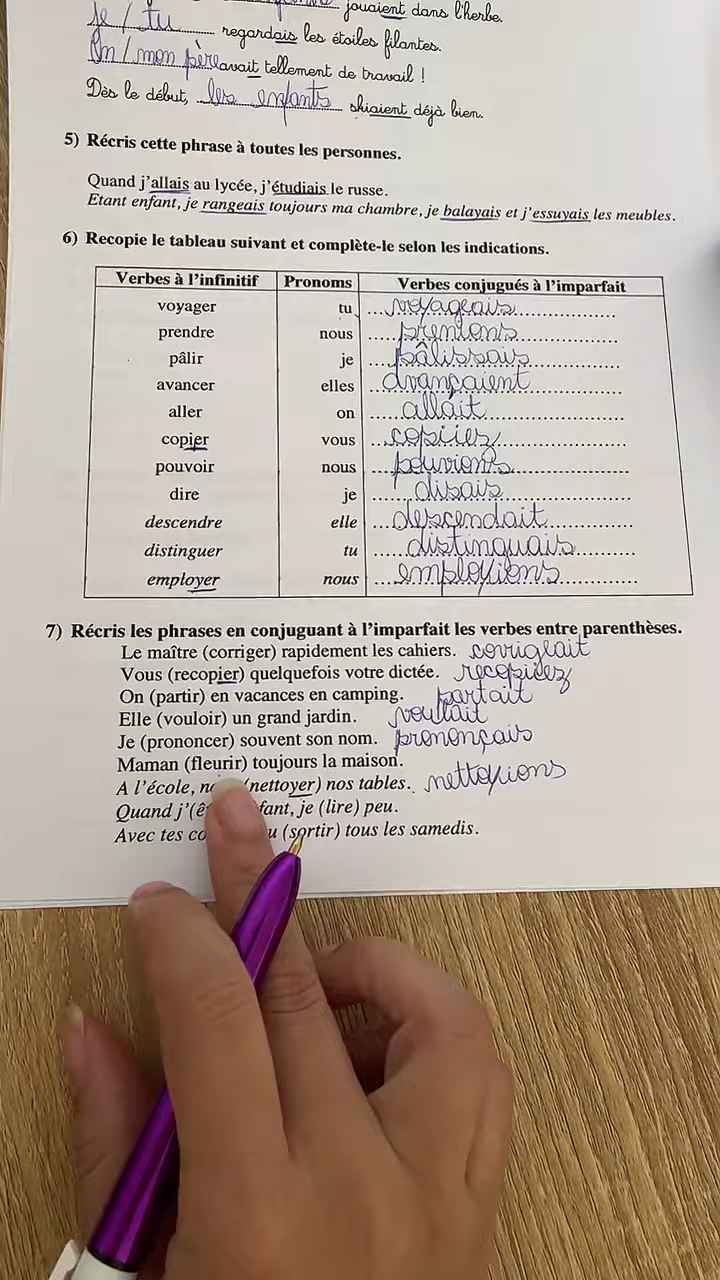 jouaient dans l'herbe.
je / tu regardais les étoiles filantes.
On / mon père avait tellement de travail !
Dès le début, les enfants skiaient déjà bien.
5) Récris cette phrase à toutes les personnes.
Quand j'allais au lycée, j'étudiais le russe.
Etant enfant, je rangeais toujours ma chambre, je balayais et j'essuyais les meubles.
6) Recopie le tableau suivant et complète-le selon les indications.
Verbes à l'infinitif Pronoms Verbes conjugués à l'imparfait
voyager tu voyageais
prendre nous prenions
pâlir je pâlissais
avancer elles avançaient
aller on allait
copier vous copiiez
pouvoir nous pouvions
dire je disais
descendre elle descendait
distinguer tu distinguais
employer nous employions
7) Récris les phrases en conjuguant à l'imparfait les verbes entre parenthèses.
Le maître (corriger) rapidement les cahiers. corrigeait
Vous (recopier) quelquefois votre dictée. recopiiez
On (partir) en vacances en camping. partait
Elle (vouloir) un grand jardin. voulait
Je (prononcer) souvent son nom. prononçais
Maman (fleurir) toujours la maison.
A l'école, (nettoyer) nos tables. nettoyions
Quand j'(ê fant, je (lire) peu.
Avec tes co u (sortir) tous les samedis.